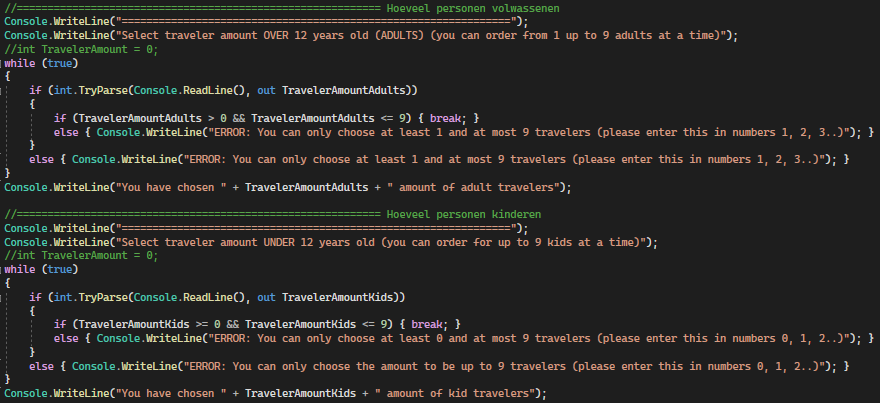 //=========================================================== Hoeveel personen volwassenen
Console.WriteLine("===============================================================");
Console.WriteLine("Select traveler amount OVER 12 years old (ADULTS) (you can order from 1 up to 9 adults at a time)");
//int TravelerAmount = 0;
while (true)
{
if (int.TryParse(Console.ReadLine(), out TravelerAmountAdults))
{
if (TravelerAmountAdults > 0 && TravelerAmountAdults <= 9) { break; }
else { Console.WriteLine("ERROR: You can only choose at least 1 and at most 9 travelers (please enter this in numbers 1, 2, 3..)"); }
}
else { Console.WriteLine("ERROR: You can only choose at least 1 and at most 9 travelers (please enter this in numbers 1, 2, 3..)"); }
}
Console.WriteLine("You have chosen " + TravelerAmountAdults + " amount of adult travelers");
//=========================================================== Hoeveel personen kinderen
Console.WriteLine("===============================================================");
Console.WriteLine("Select traveler amount UNDER 12 years old (you can order for up to 9 kids at a time)");
//int TravelerAmount = 0;
while (true)
{
if (int.TryParse(Console.ReadLine(), out TravelerAmountKids))
{
if (TravelerAmountKids >= 0 && TravelerAmountKids <= 9) { break; }
else { Console.WriteLine("ERROR: You can only choose at least 0 and at most 9 travelers (please enter this in numbers 0, 1, 2..)"); }
}
else { Console.WriteLine("ERROR: You can only choose the amount to be up to 9 travelers (please enter this in numbers 0, 1, 2..)"); }
}
Console.WriteLine("You have chosen " + TravelerAmountKids + " amount of kid travelers");